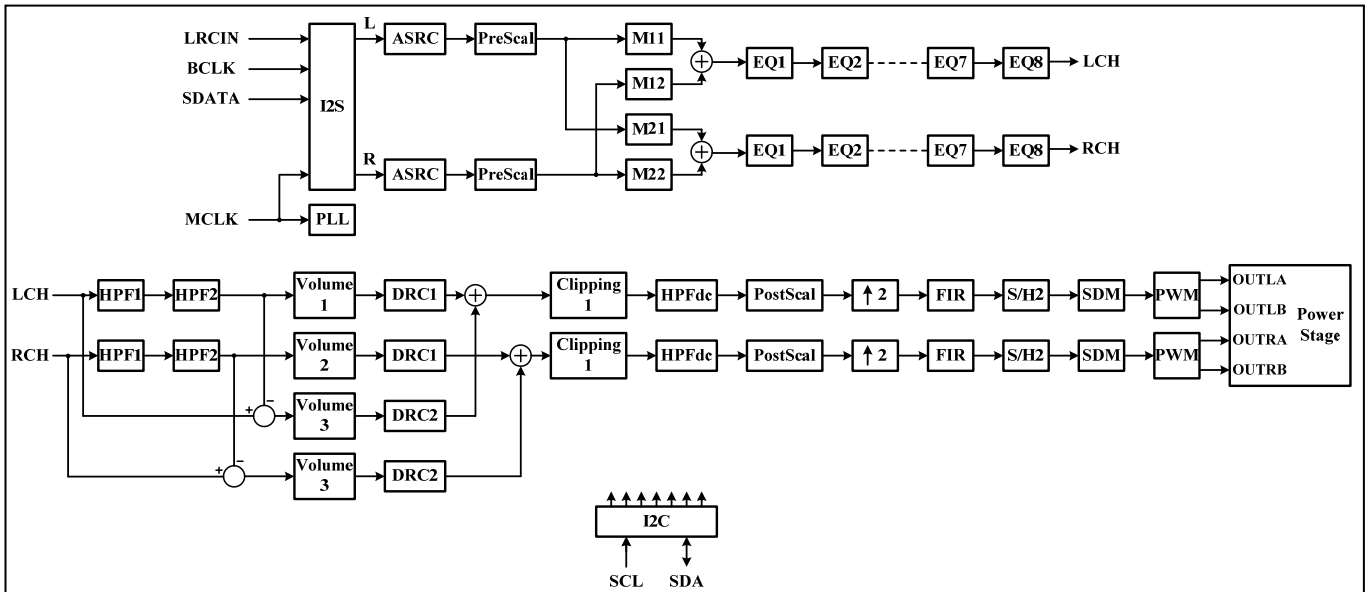 LRCIN
BCLK
SDATA
MCLK
I2S
PLL
L
R
ASRC
PreScal
ASRC
PreScal
M11
M12
M21
M22
+
+
EQ1
EQ2
EQ7
EQ8
LCH
EQ1
EQ2
EQ7
EQ8
RCH
LCH
HPF1
HPF2
Volume
1
DRC1
+
Clipping
1
HPFdc
PostScal
↑2
FIR
S/H2
SDM
PWM
OUTLA
OUTLB
RCH
HPF1
HPF2
Volume
2
DRC1
+
Clipping
1
HPFdc
PostScal
↑2
FIR
S/H2
SDM
PWM
OUTRA
OUTRB
Power
Stage
+
−
Volume
3
DRC2
+
−
Volume
3
DRC2
I2C
SCL
SDA